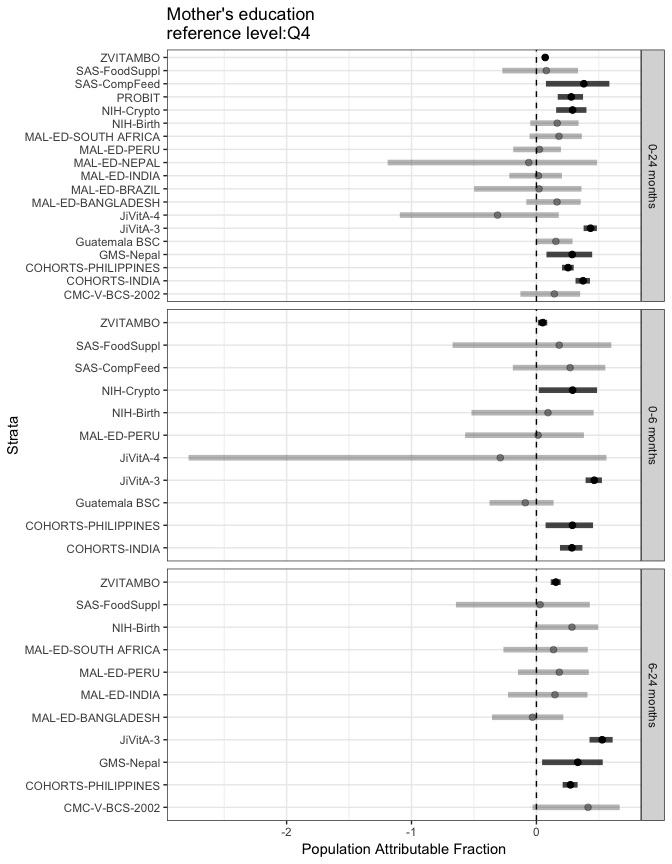 Mother's education
reference level:Q4
Strata
ZVITAMBO
SAS-FoodSuppl
SAS-CompFeed
PROBIT
NIH-Crypto
NIH-Birth
MAL-ED-SOUTH AFRICA
MAL-ED-PERU
MAL-ED-NEPAL
MAL-ED-INDIA
MAL-ED-BRAZIL
MAL-ED-BANGLADESH
JiVitA-4
JiVitA-3
Guatemala BSC
GMS-Nepal
COHORTS-PHILIPPINES
COHORTS-INDIA
CMC-V-BCS-2002
0-24 months
ZVITAMBO
SAS-FoodSuppl
SAS-CompFeed
NIH-Crypto
NIH-Birth
MAL-ED-PERU
JiVitA-4
JiVitA-3
Guatemala BSC
COHORTS-PHILIPPINES
COHORTS-INDIA
0-6 months
ZVITAMBO
SAS-FoodSuppl
NIH-Birth
MAL-ED-SOUTH AFRICA
MAL-ED-PERU
MAL-ED-INDIA
MAL-ED-BANGLADESH
JiVitA-3
GMS-Nepal
COHORTS-PHILIPPINES
CMC-V-BCS-2002
6-24 months
-2 -1 0
Population Attributable Fraction